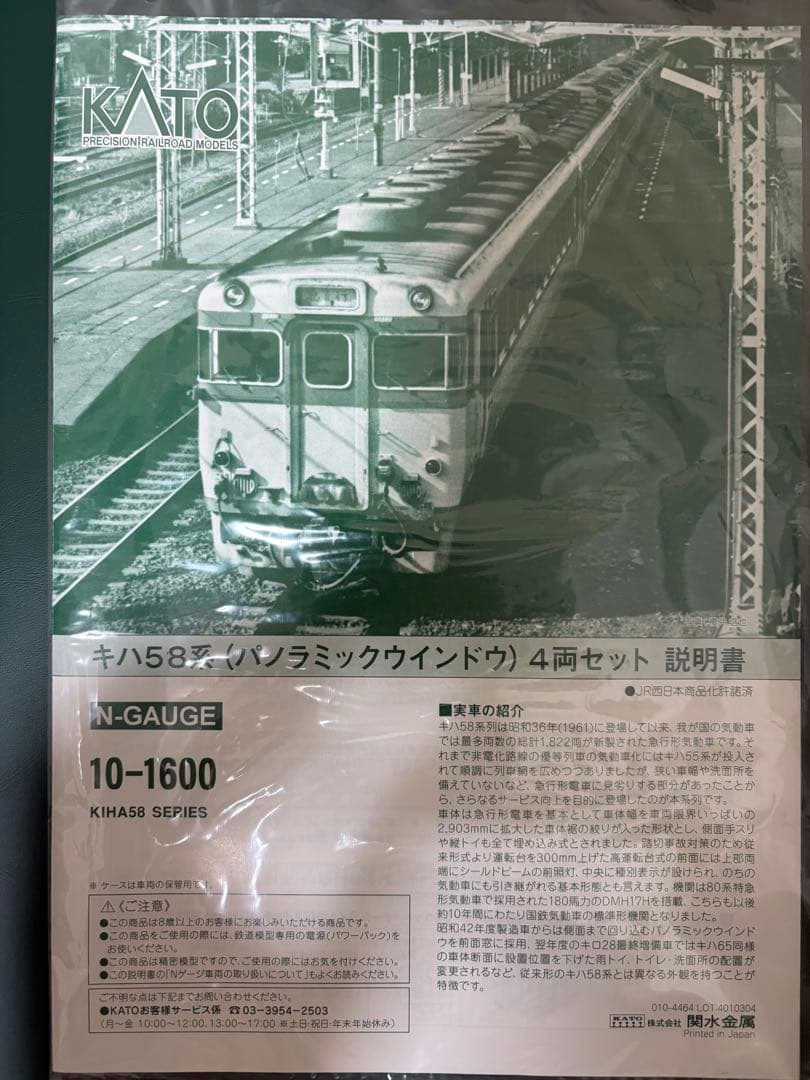 KATO
PRECISION RAILROAD MODELS
キハ58系(パノラミックウインドウ)4両セット 説明書
●JR西日本商品化許諾済
N-GAUGE
10-1600
KIHA58 SERIES
※ ケースは車両の保管用です。
⚠〈ご注意〉
●この商品は8歳以上のお客様にお楽しみいただける商品です。
●この商品をご使用の際には、鉄道模型専用の電源(パワーパック)を
お使いください。
●この商品は精密模型ですので、ご使用の際にはお気を付けください。
●この説明書の「Nゲージ車両の取り扱いについて」もよくお読みください。
ご不明な点は下記までお問い合わせください。
●KATOお客様サービス係 ☎03-3954-2503
(月〜金 10:00〜12:00、13:00〜17:00 ※土日・祝日・年末年始休み)
■実車の紹介
キハ58系列は昭和36年(1961)に登場して以来、我が国の気動車
では最多両数の総計1,822両が新製された急行形気動車です。そ
れまで非電化路線の優等列車の気動車化にはキハ55系が投入さ
れて順調に列車網を広めつつありましたが、狭い車幅や洗面所を
備えていないなど、急行形電車に見劣りする部分があったことか
ら、さらなるサービス向上を目的に登場したのが本系列です。
車体は急行形電車を基本として車体幅を車両限界いっぱいの
2,903mmに拡大した車体裾の絞りが入った形状とし、側面手スリ
や縦トイも全て埋め込み式とされました。踏切事故対策のため従
来形式より運転台を300mm上げた高運転台式の前面には上部両
端にシールドビームの前照灯、中央に種別表示が設けられ、のちの
気動車にも引き継がれる基本形態とも言えます。機関は80系特急
形気動車で採用された180馬力のDMH17Hを搭載、こちらも以後
約10年間にわたり国鉄気動車の標準形機関となりました。
昭和42年度製造車からは側面まで回り込むパノラミックウインド
ウを前面窓に採用、翌年度のキロ28最終増備車ではキハ65同様
の車体断面に設置位置を下げた雨トイ、トイレ・洗面所の配置が
変更されるなど、従来形のキハ58系とは異なる外観を持つことが
特徴です。
010-4464 LOT.4010304
KATO 株式会社 関水金属
Printed in Japan